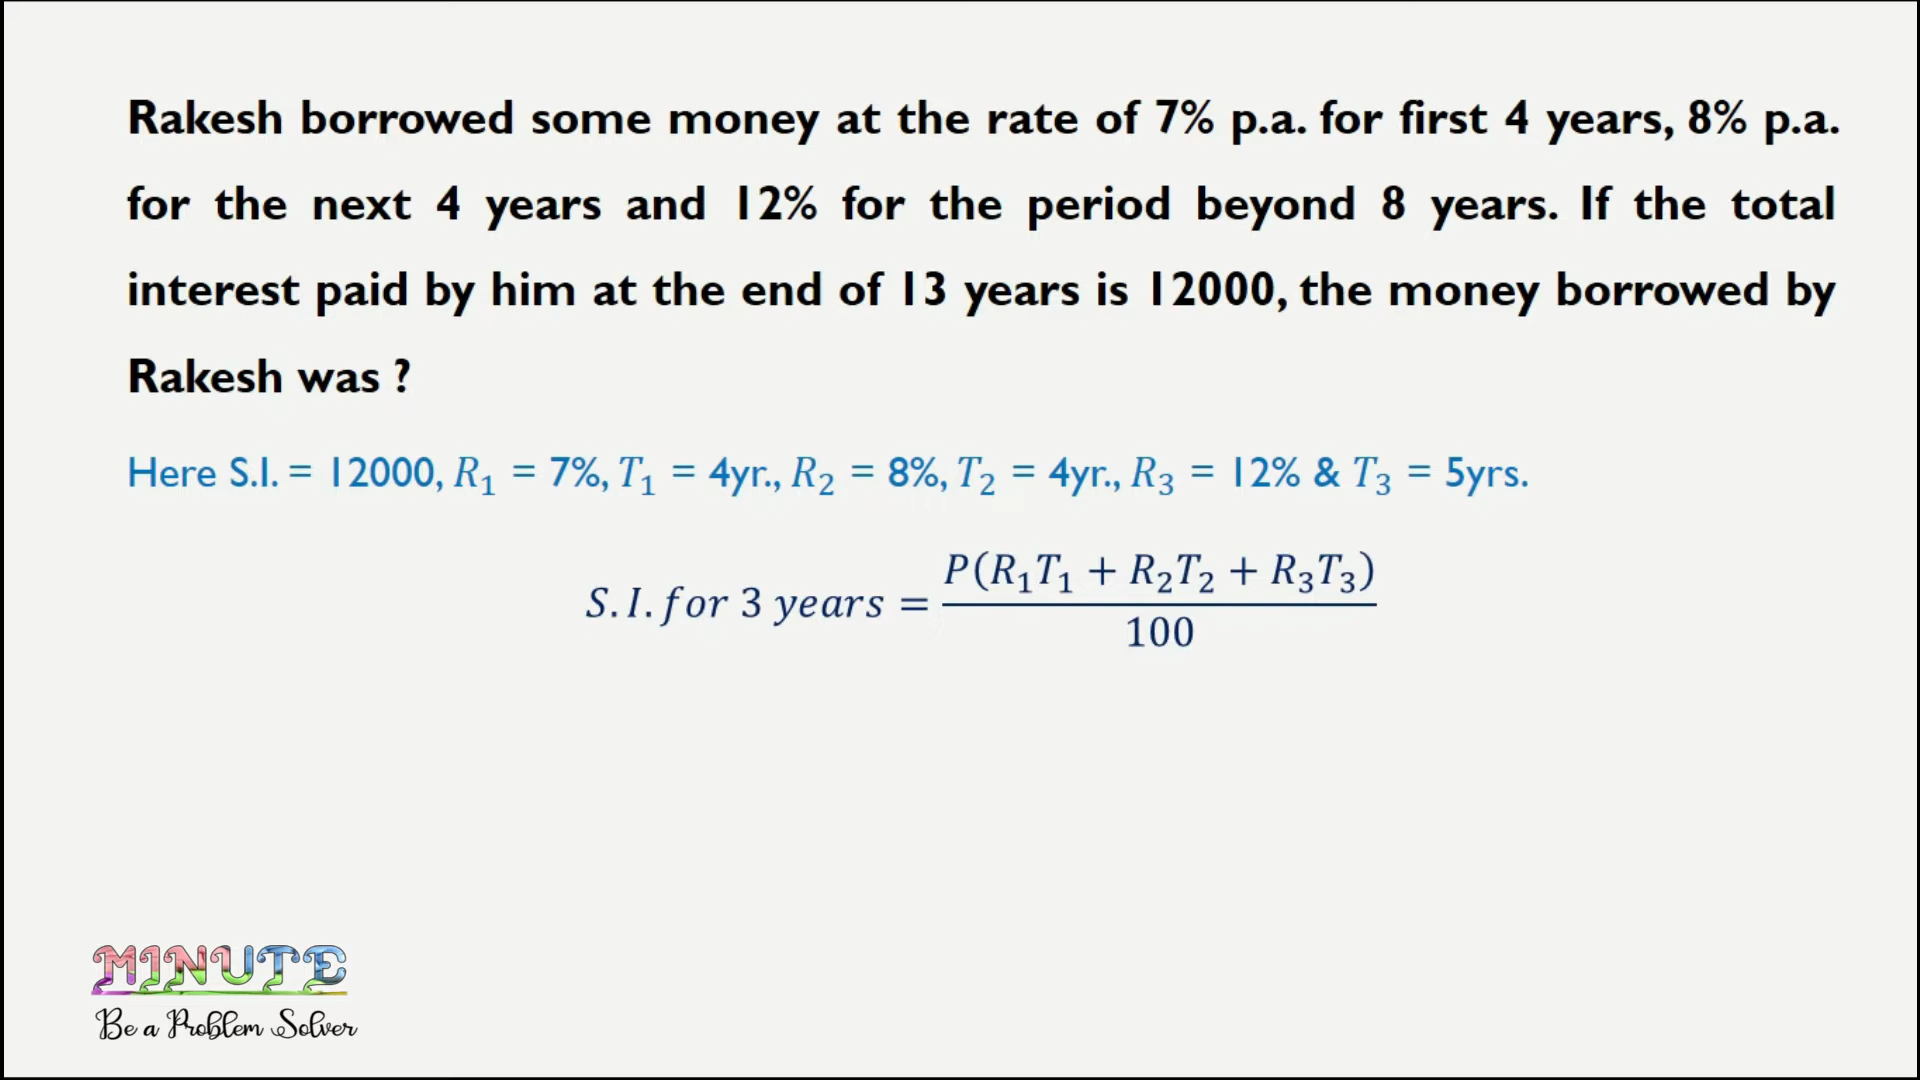 Rakesh borrowed some money at the rate of 7% p.a. for first 4 years, 8% p.a.
for the next 4 years and 12% for the period beyond 8 years. If the total
interest paid by him at the end of 13 years is 12000, the money borrowed by
Rakesh was ?
Here S.I. = 12000, R₁ = 7%, T₁ = 4yr., R₂ = 8%, T₂ = 4yr., R₃ = 12% & T₃ = 5yrs.
S.I. for 3 years = P(R₁T₁ + R₂T₂ + R₃T₃)
100
MINUTE
Be a Problem Solver